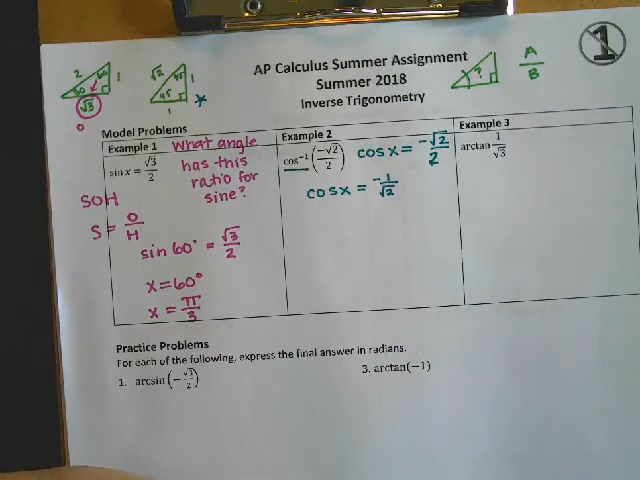 2
60
1
30
√3
O
√2
45
1
45
1
AP Calculus Summer Assignment
Summer 2018
Inverse Trigonometry
?
A/B
1
Model Problems
Example 1
What angle
has this
ratio for
sine?
sin x = √3/2
SOH
S = O/H
sin 60° = √3/2
x = 60°
x = π/3
Example 2
cos⁻¹(-√2/2)
cos x = -√2/2
cos x = -1/√2
Example 3
arctan 1/√3
Practice Problems
For each of the following, express the final answer in radians.
1. arcsin(-√3/2)
3. arctan(-1)